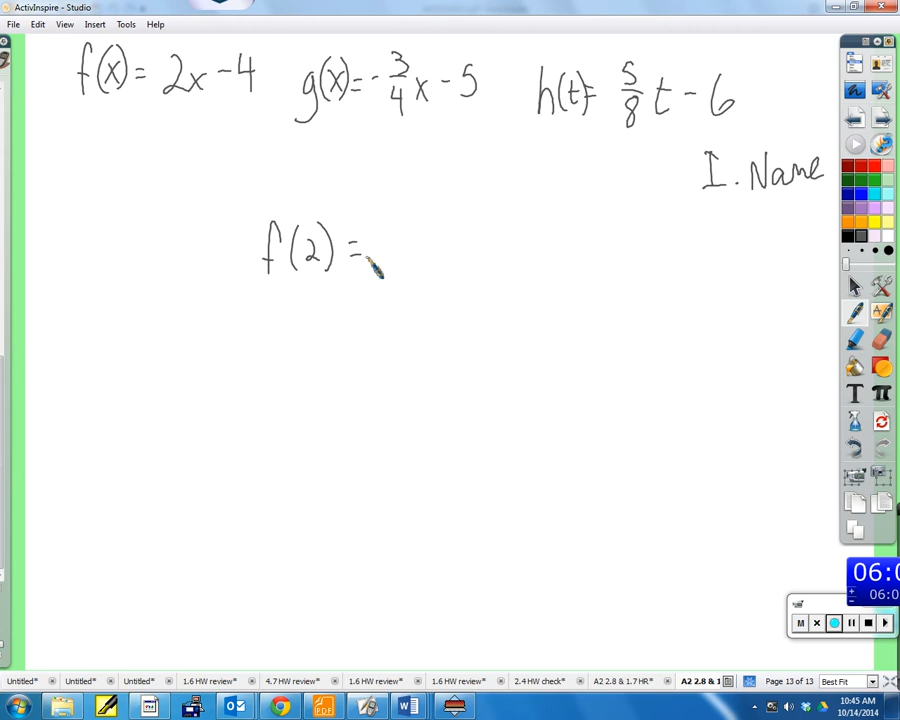 ActivInspire - Studio
File Edit View Insert Tools Help
f(x) = 2x - 4 g(x) = -3/4 x - 5 h(t) = 5/8 t - 6
I. Name
f(2) =
T π
06:0
06:0
M
Untitled* Untitled* Untitled* 1.6 HW review* 4.7 HW review* 1.6 HW review* 1.6 HW review* 2.4 HW check* A2 2.8 & 1.7 HR* A2 2.8 & 1 Page 13 of 13 Best Fit
PDF
10:45 AM
10/14/2014